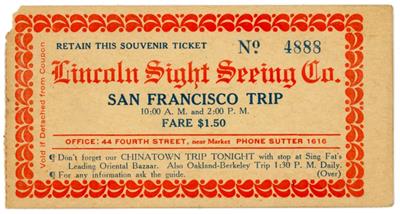 RETAIN THIS SOUVENIR TICKET Nº 4888
Lincoln Sight Seeing Co.
SAN FRANCISCO TRIP
10:00 A. M. and 2:00 P. M.
FARE $1.50
OFFICE: 44 FOURTH STREET, near Market PHONE SUTTER 1616
¶ Don't forget our CHINATOWN TRIP TONIGHT with stop at Sing Fat's
Leading Oriental Bazaar. Also Oakland-Berkeley Trip 1:30 P. M. Daily.
¶ For any information ask the guide. (Over)
Void if Detached from Coupon